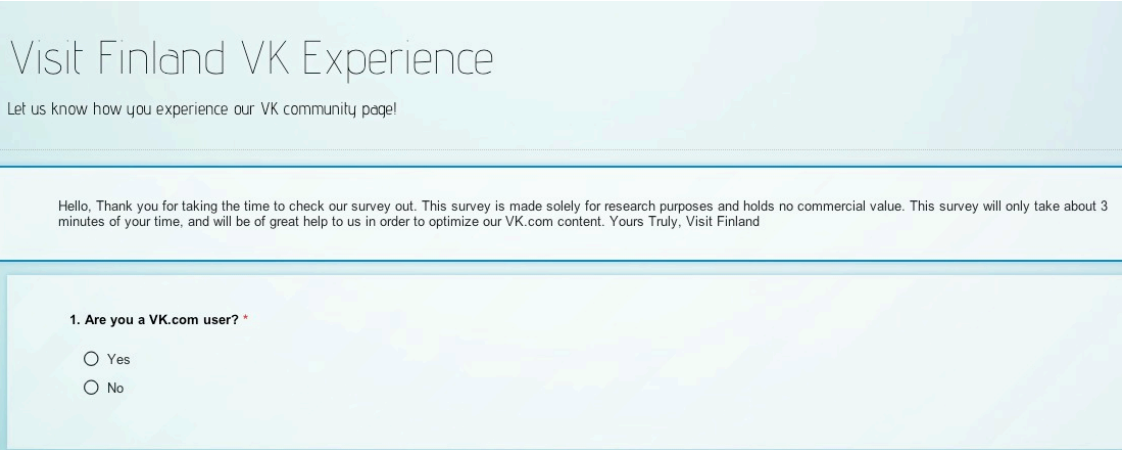 Visit Finland VK Experience
Let us know how you experience our VK community page!
Hello, Thank you for taking the time to check our survey out. This survey is made solely for research purposes and holds no commercial value. This survey will only take about 3
minutes of your time, and will be of great help to us in order to optimize our VK.com content. Yours Truly, Visit Finland
1. Are you a VK.com user? *
Yes
No